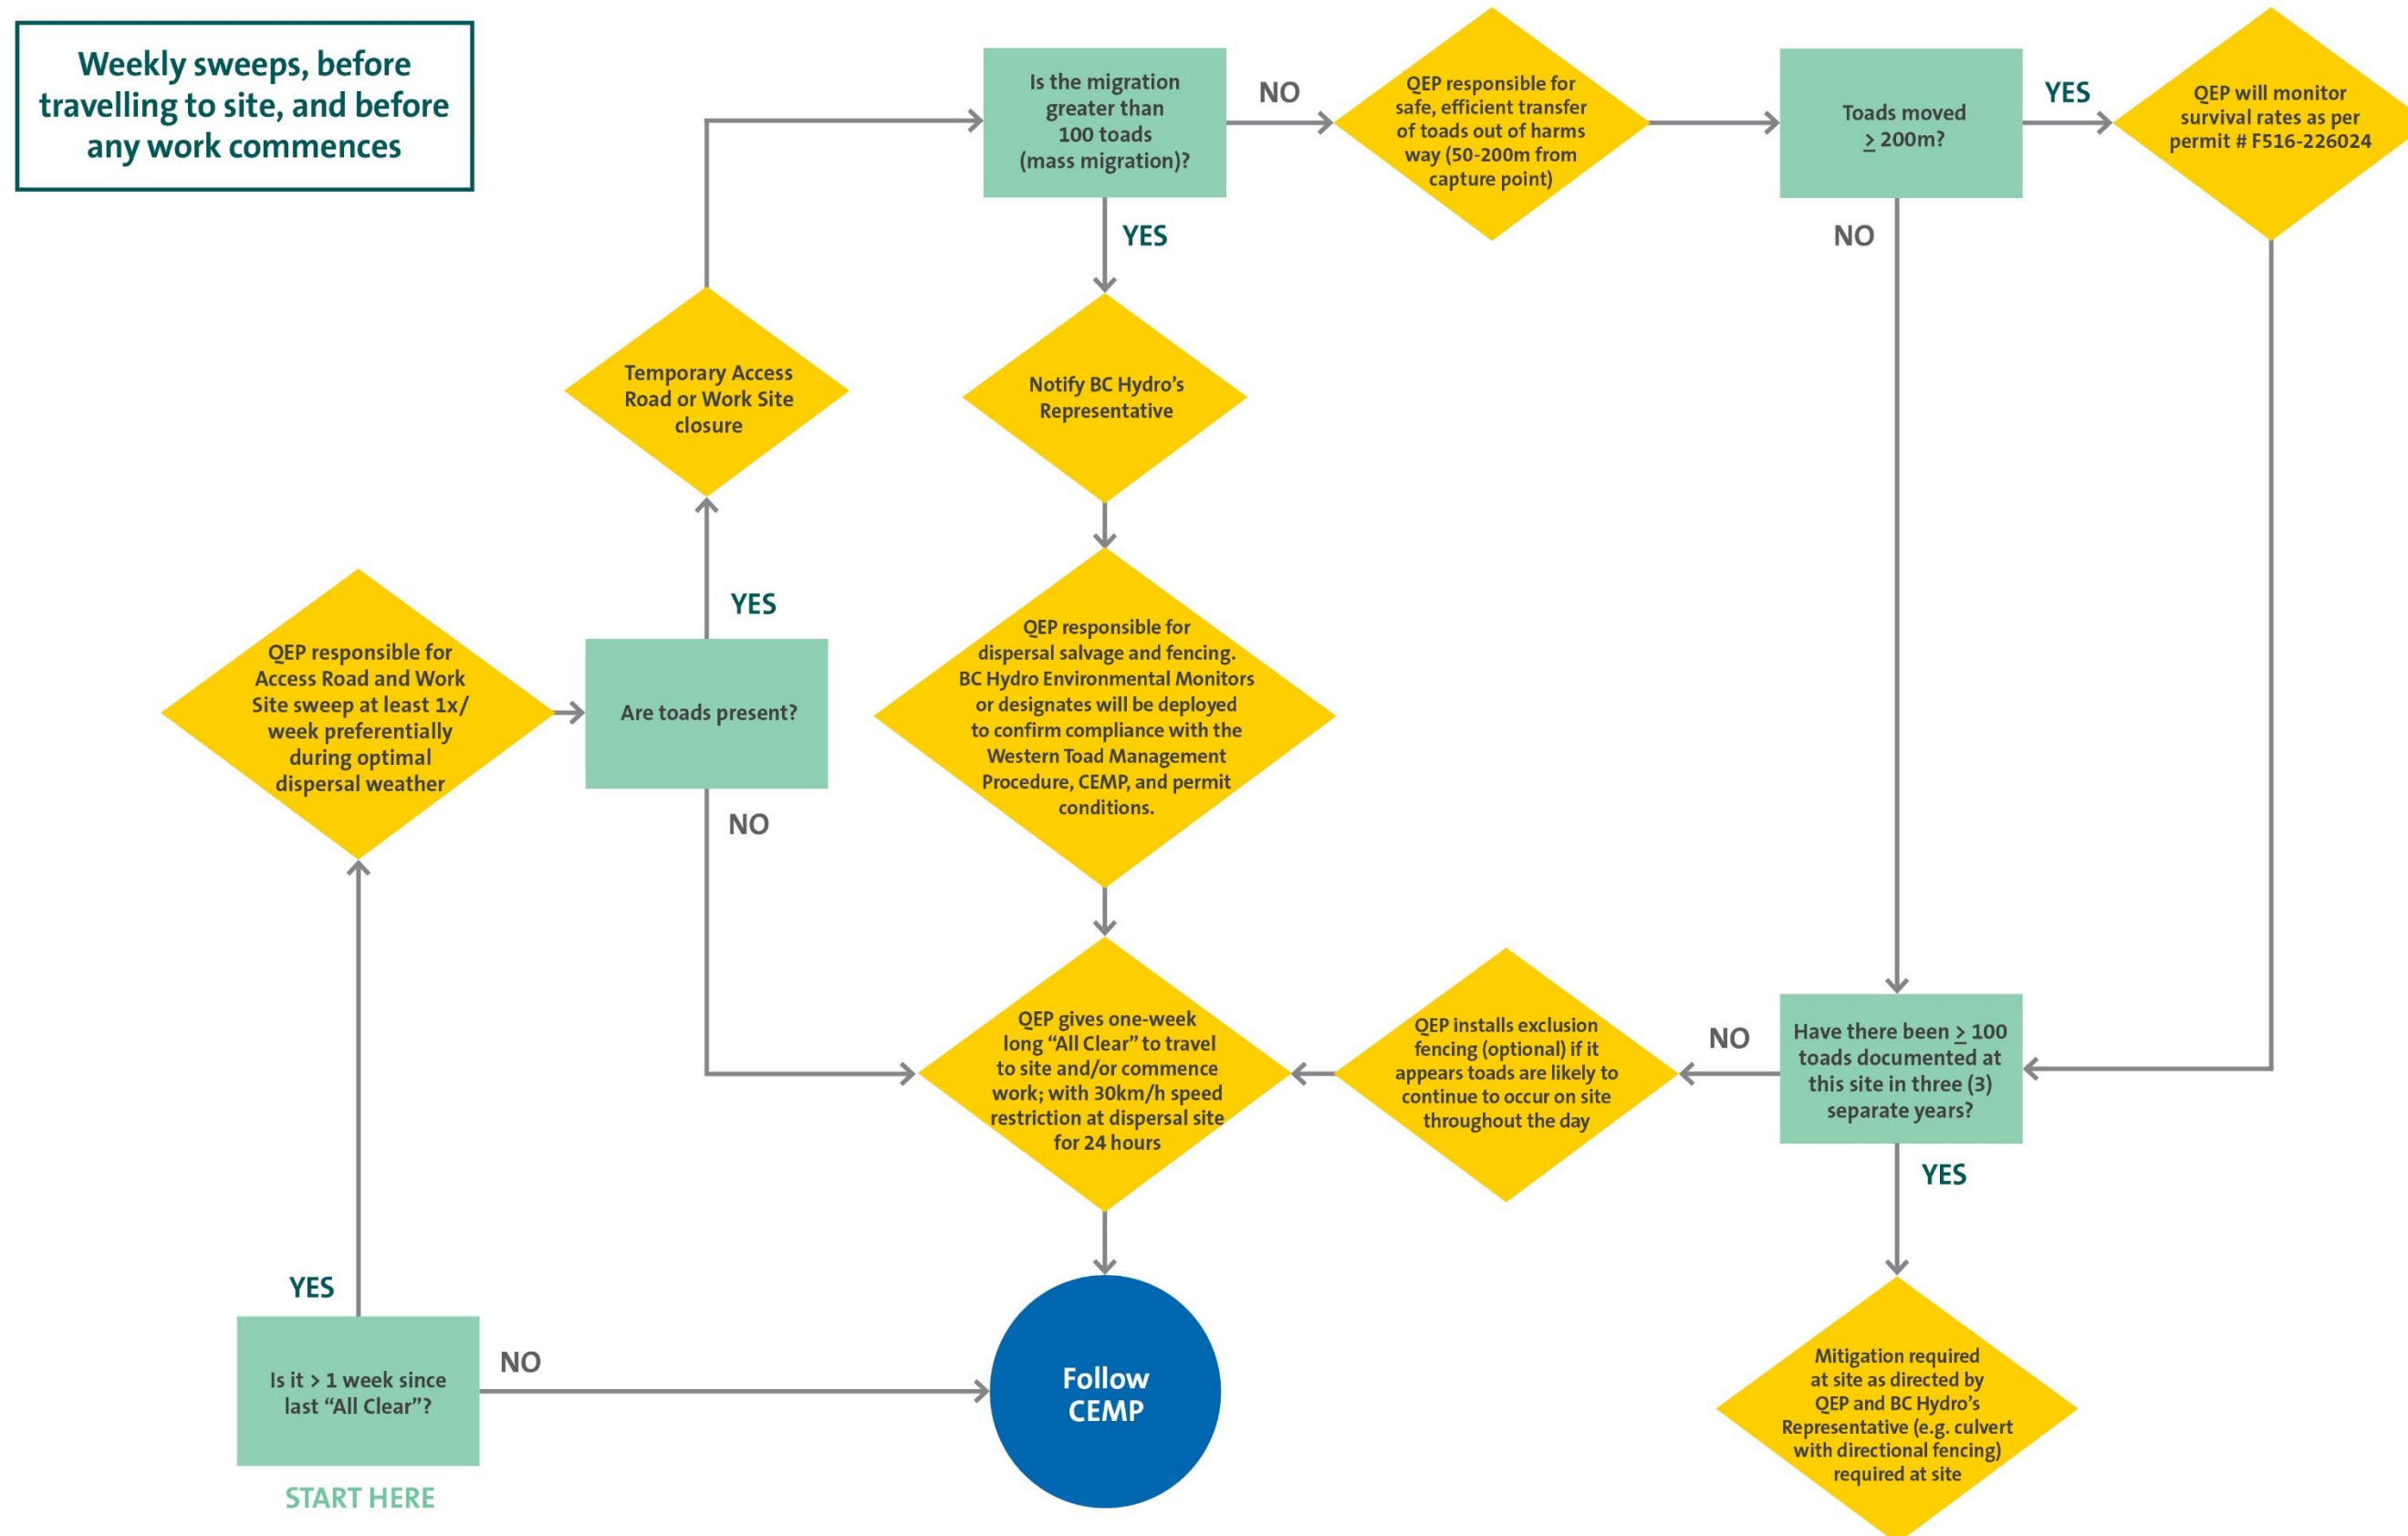 Weekly sweeps, before
travelling to site, and before
any work commences
Is the migration
greater than
100 toads
(mass migration)?
NO
QEP responsible for
safe, efficient transfer
of toads out of harms
way (50-200m from
capture point)
Toads moved
≥ 200m?
YES
QEP will monitor
survival rates as per
permit # F516-226024
YES
NO
Temporary Access
Road or Work Site
closure
Notify BC Hydro’s
Representative
YES
QEP responsible for
Access Road and Work
Site sweep at least 1x/
week preferentially
during optimal
dispersal weather
Are toads present?
QEP responsible for
dispersal salvage and fencing.
BC Hydro Environmental Monitors
or designates will be deployed
to confirm compliance with the
Western Toad Management
Procedure, CEMP, and permit
conditions.
NO
QEP gives one-week
long “All Clear” to travel
to site and/or commence
work; with 30km/h speed
restriction at dispersal site
for 24 hours
QEP installs exclusion
fencing (optional) if it
appears toads are likely to
continue to occur on site
throughout the day
NO
Have there been ≥ 100
toads documented at
this site in three (3)
separate years?
YES
YES
Is it > 1 week since
last “All Clear”?
NO
Follow
CEMP
Mitigation required
at site as directed by
QEP and BC Hydro’s
Representative (e.g. culvert
with directional fencing)
required at site
START HERE